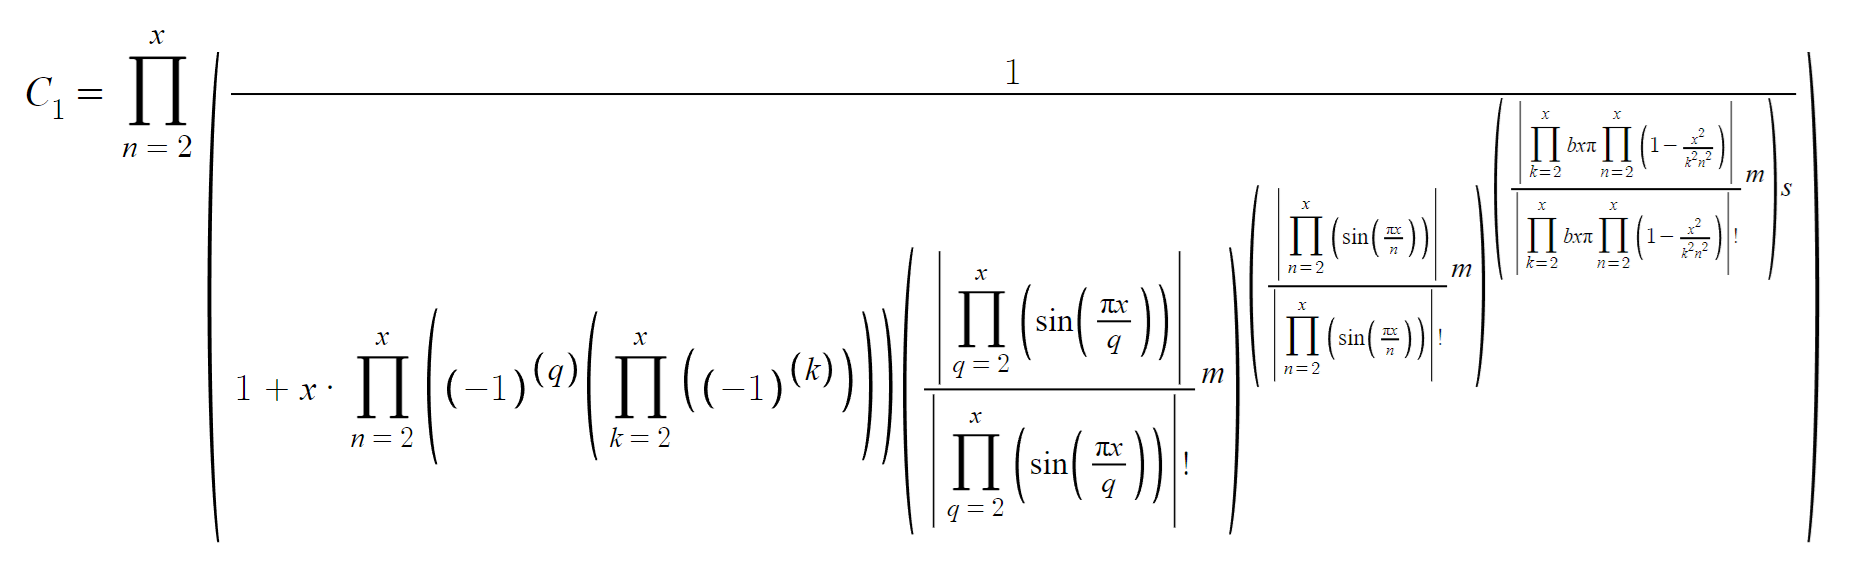 C_1 = \prod_{n=2}^{x} \left( \frac{1}{1 + x \cdot \prod_{n=2}^{x} \left( (-1)^{(q)} \left( \prod_{k=2}^{x} \left( (-1)^{(k)} \right) \right) \right) \left( \frac{\left| \prod_{q=2}^{x} \left( \sin\left( \frac{\pi x}{q} \right) \right) \right|}{\left| \prod_{q=2}^{x} \left( \sin\left( \frac{\pi x}{q} \right) \right) \right| !} m \right)^{\left( \frac{\left| \prod_{n=2}^{x} \left( \sin\left( \frac{\pi x}{n} \right) \right) \right|}{\left| \prod_{n=2}^{x} \left( \sin\left( \frac{\pi x}{n} \right) \right) \right| !} m \right)^{\left( \frac{\left| \prod_{k=2}^{x} bx\pi \prod_{n=2}^{x} \left( 1 - \frac{x^2}{k^2 n^2} \right) \right|}{\left| \prod_{k=2}^{x} bx\pi \prod_{n=2}^{x} \left( 1 - \frac{x^2}{k^2 n^2} \right) \right| !} m \right) s}}} \right)